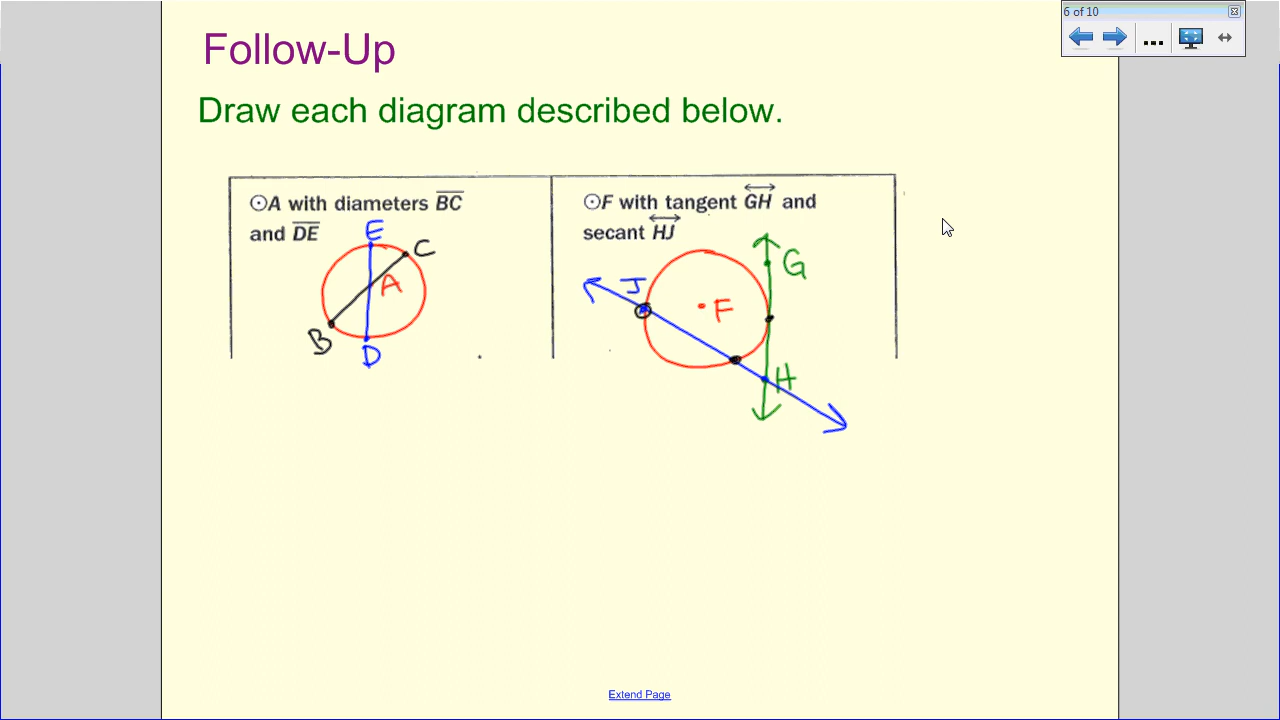 6 of 10
...
Follow-Up
Draw each diagram described below.
⊙A with diameters BC
and DE
E
C
A
B
D
⊙F with tangent GH and
secant HJ
G
J
F
H
Extend Page